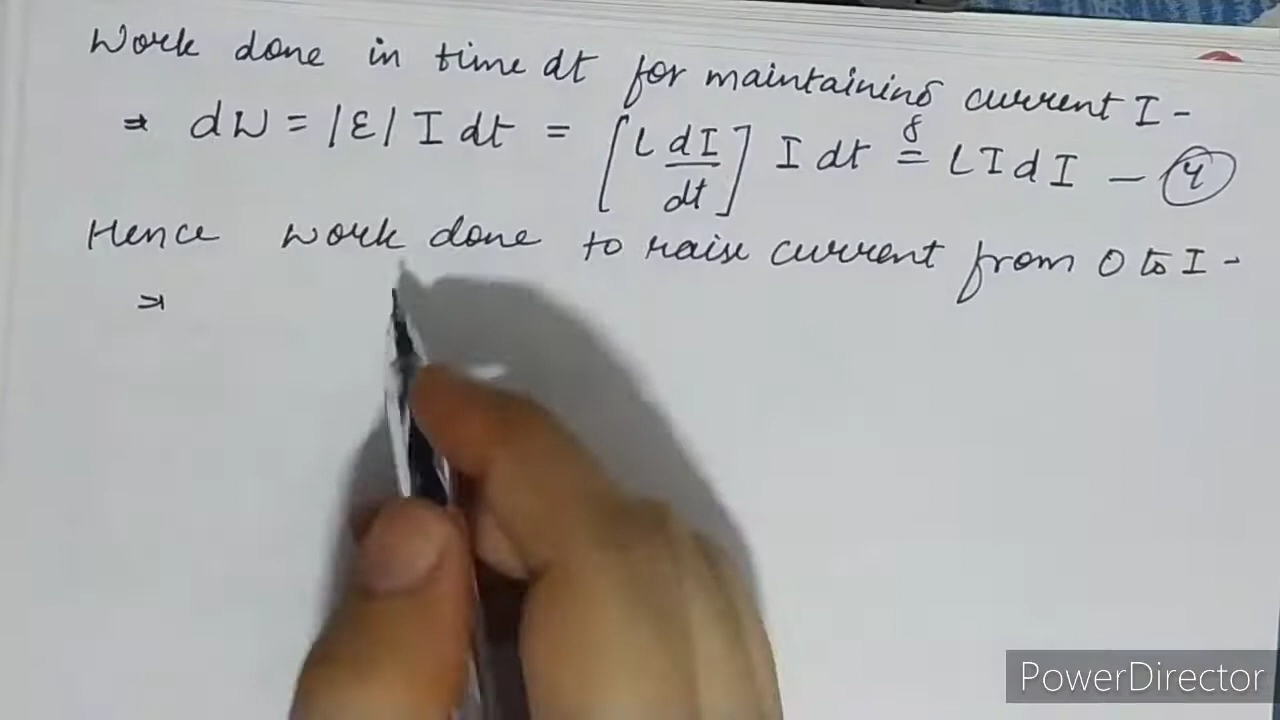 Work done in time dt for maintaining current I -
⇒ dW = |ε| I dt = [L dI/dt] I dt = LIdI - (4)
Hence work done to raise current from 0 to I -
⇒
PowerDirector